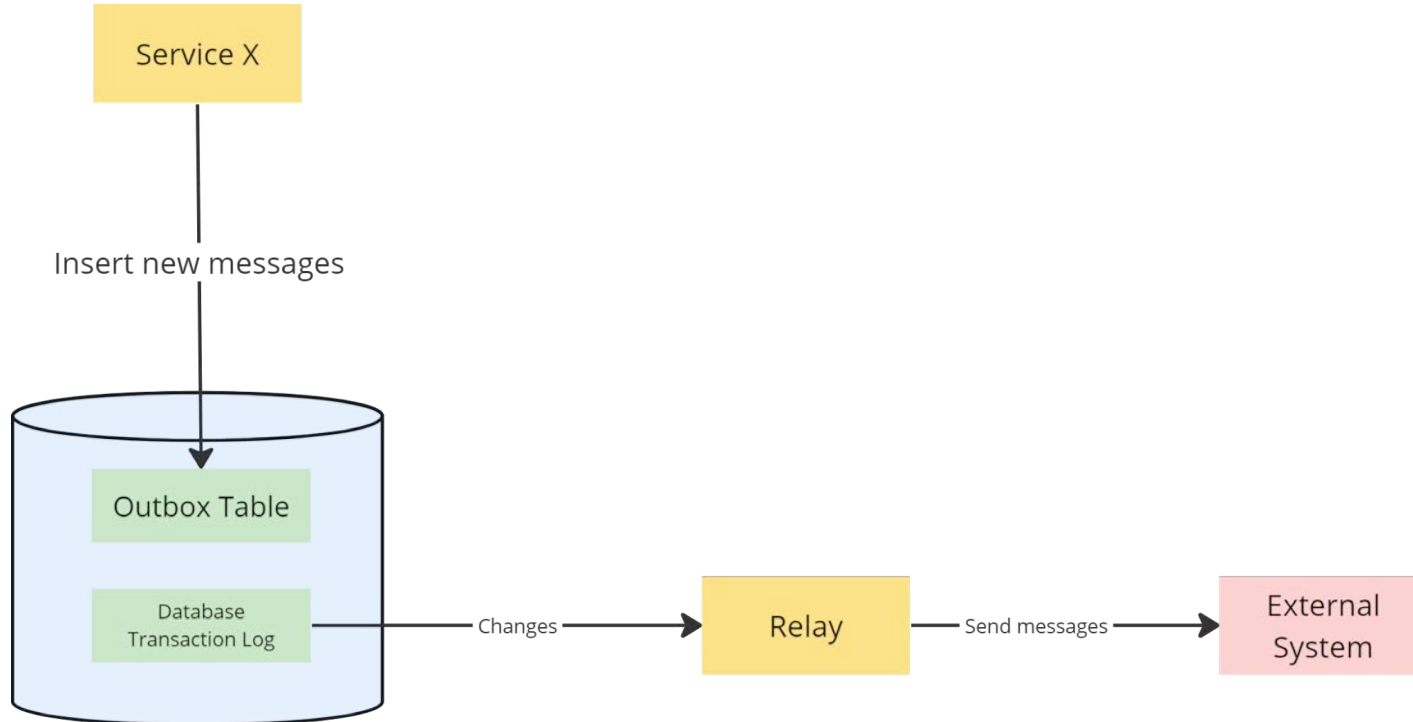 Service X
Insert new messages
Outbox Table
Database
Transaction Log
Changes
Relay
Send messages
External
System